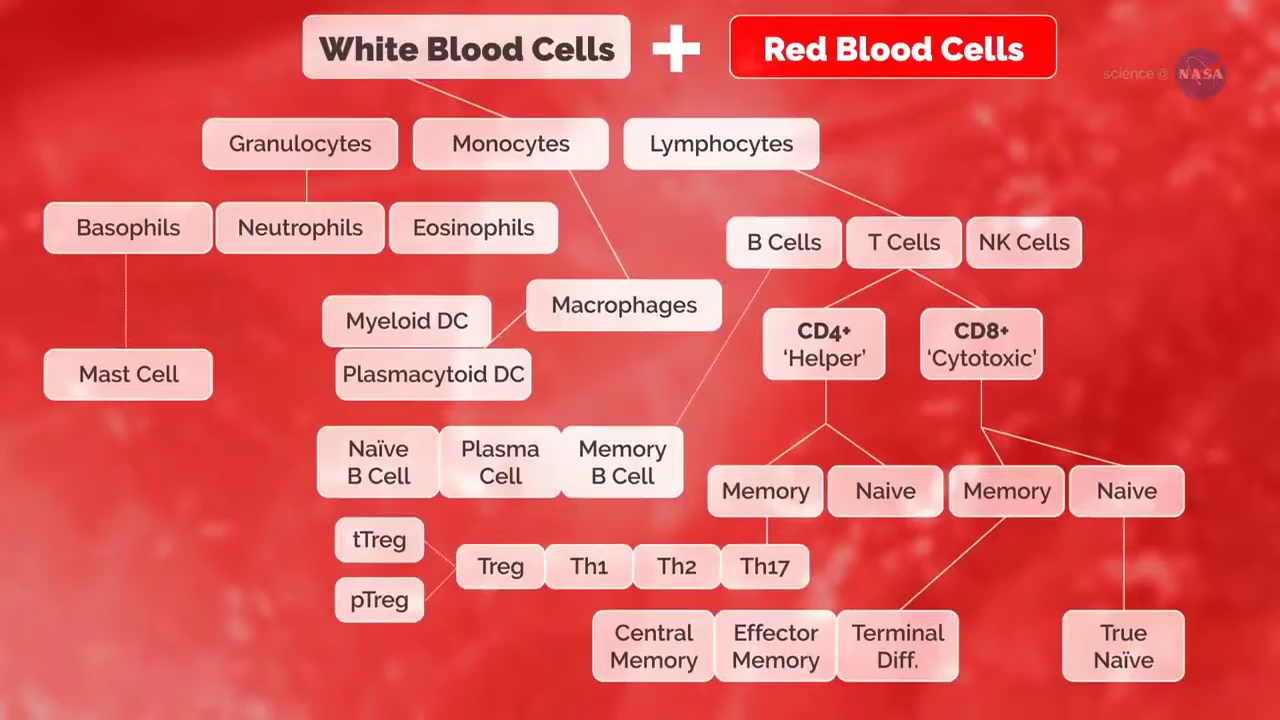 White Blood Cells + Red Blood Cells
science @ NASA
Granulocytes Monocytes Lymphocytes
Basophils Neutrophils Eosinophils
B Cells T Cells NK Cells
Macrophages
Myeloid DC
Plasmacytoid DC
CD4+
'Helper'
CD8+
'Cytotoxic'
Mast Cell
Naïve
B Cell
Plasma
Cell
Memory
B Cell
Memory Naive Memory Naive
tTreg
pTreg
Treg Th1 Th2 Th17
Central
Memory
Effector
Memory
Terminal
Diff.
True
Naïve